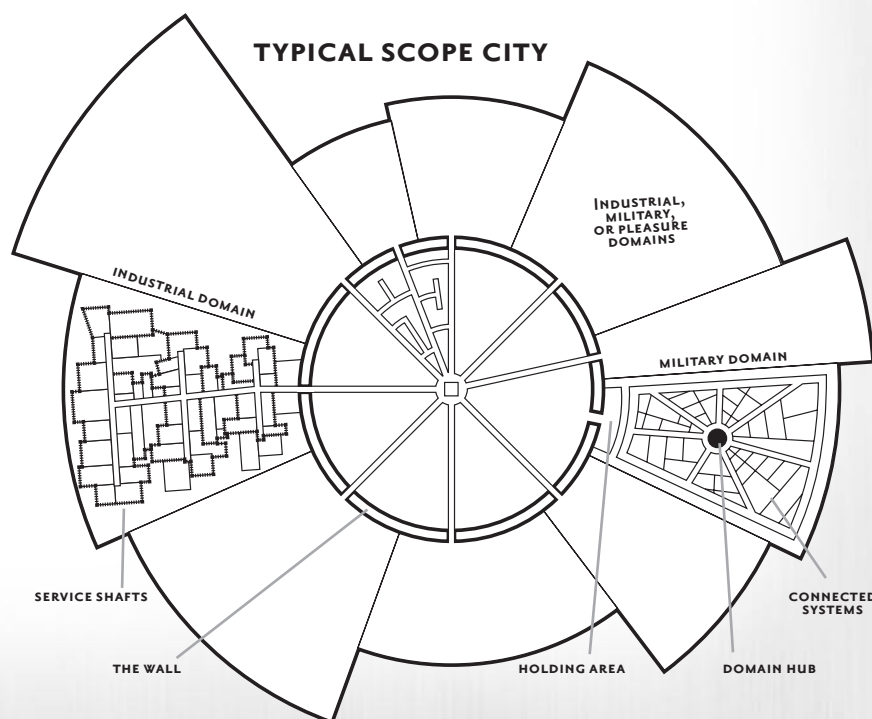 TYPICAL SCOPE CITY
INDUSTRIAL,
MILITARY,
OR PLEASURE
DOMAINS
INDUSTRIAL DOMAIN
MILITARY DOMAIN
SERVICE SHAFTS
CONNECTED
SYSTEMS
THE WALL
HOLDING AREA
DOMAIN HUB